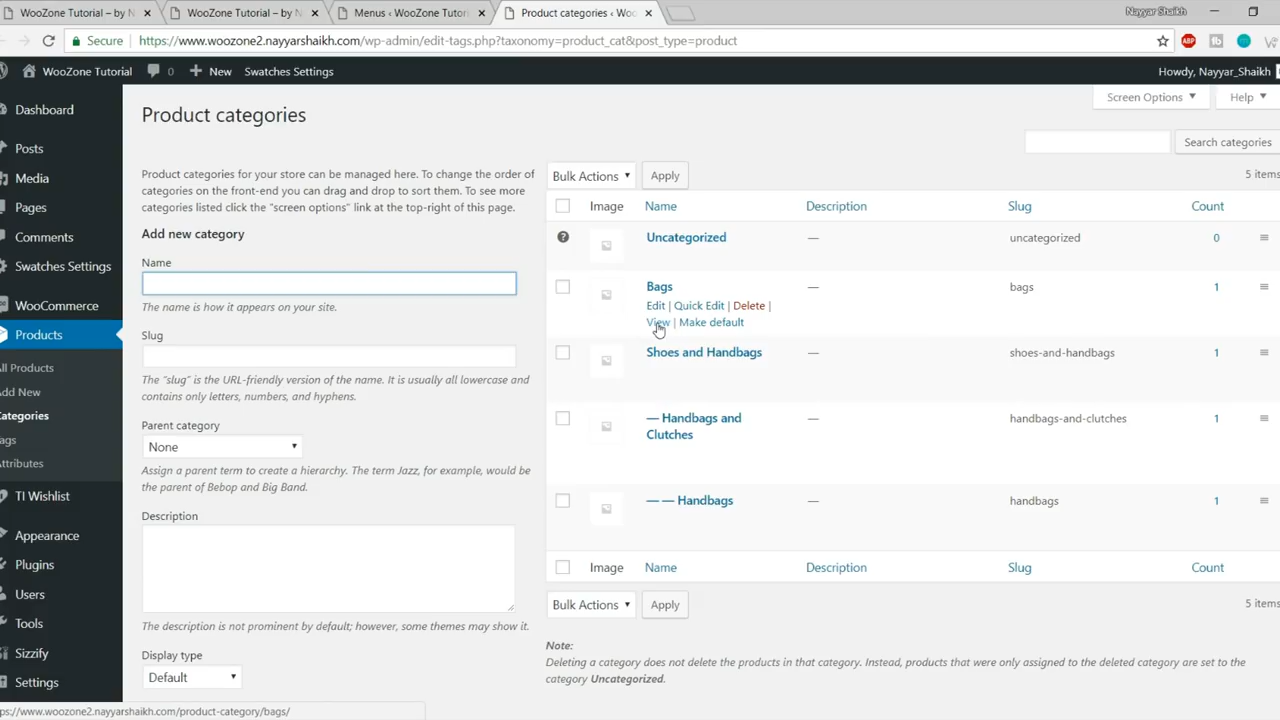 WooZone Tutorial – by N
WooZone Tutorial – by N
Menus ‹ WooZone Tutori
Product categories ‹ Woo
Nayyar Shaikh
Secure
https://www.woozone2.nayyarshaikh.com/wp-admin/edit-tags.php?taxonomy=product_cat&post_type=product
ABP
WooZone Tutorial
0
New
Swatches Settings
Howdy, Nayyar_Shaikh
Dashboard
Posts
Media
Pages
Comments
Swatches Settings
WooCommerce
Products
All Products
Add New
Categories
Tags
Attributes
TI Wishlist
Appearance
Plugins
Users
Tools
Sizzify
Settings
Screen Options
Help
Product categories
Search categories
Product categories for your store can be managed here. To change the order of
categories on the front-end you can drag and drop to sort them. To see more
categories listed click the "screen options" link at the top-right of this page.
Add new category
Name
The name is how it appears on your site.
Slug
The “slug” is the URL-friendly version of the name. It is usually all lowercase and
contains only letters, numbers, and hyphens.
Parent category
None
Assign a parent term to create a hierarchy. The term Jazz, for example, would be
the parent of Bebop and Big Band.
Description
The description is not prominent by default; however, some themes may show it.
Display type
Default
Bulk Actions
Apply
5 items
Image Name Description Slug Count
Uncategorized — uncategorized 0
Bags — bags 1
Edit | Quick Edit | Delete |
View | Make default
Shoes and Handbags — shoes-and-handbags 1
— Handbags and — handbags-and-clutches 1
Clutches
— — Handbags — handbags 1
Image Name Description Slug Count
Bulk Actions
Apply
5 items
Note:
Deleting a category does not delete the products in that category. Instead, products that were only assigned to the deleted category are set to the
category Uncategorized.
ps://www.woozone2.nayyarshaikh.com/product-category/bags/